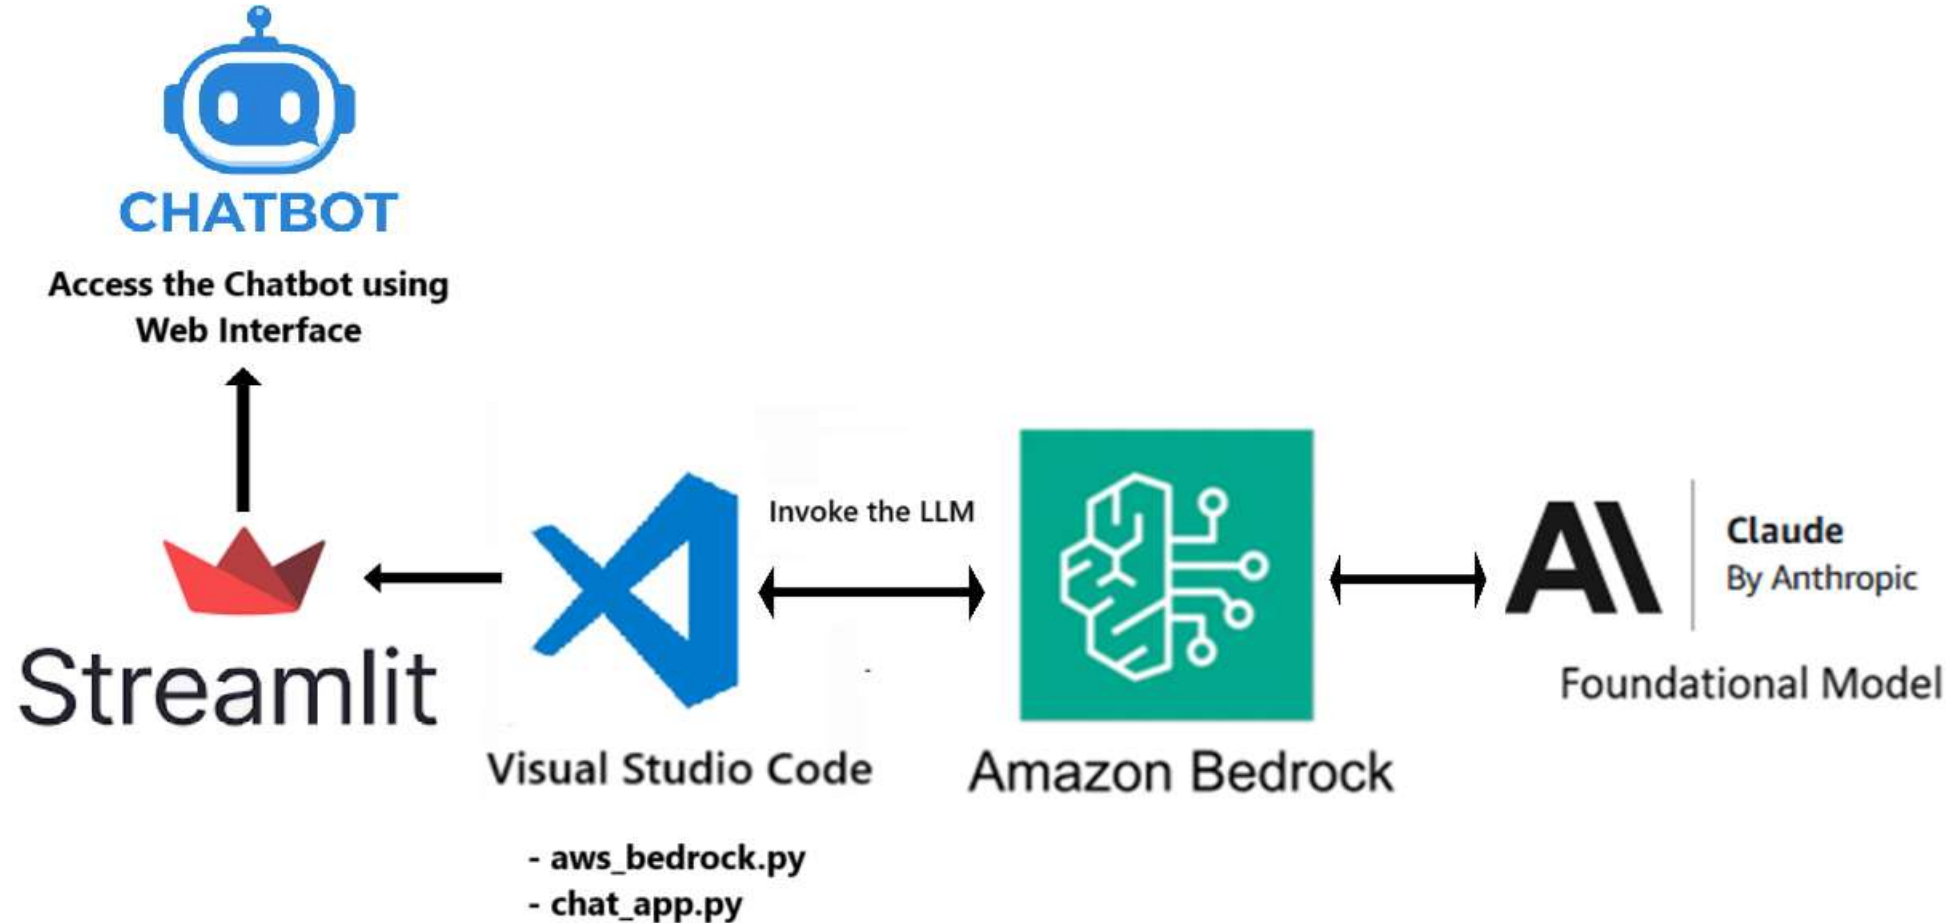 CHATBOT
Access the Chatbot using
Web Interface
Streamlit
Visual Studio Code
- aws_bedrock.py
- chat_app.py
Invoke the LLM
Amazon Bedrock
AI
Claude
By Anthropic
Foundational Model